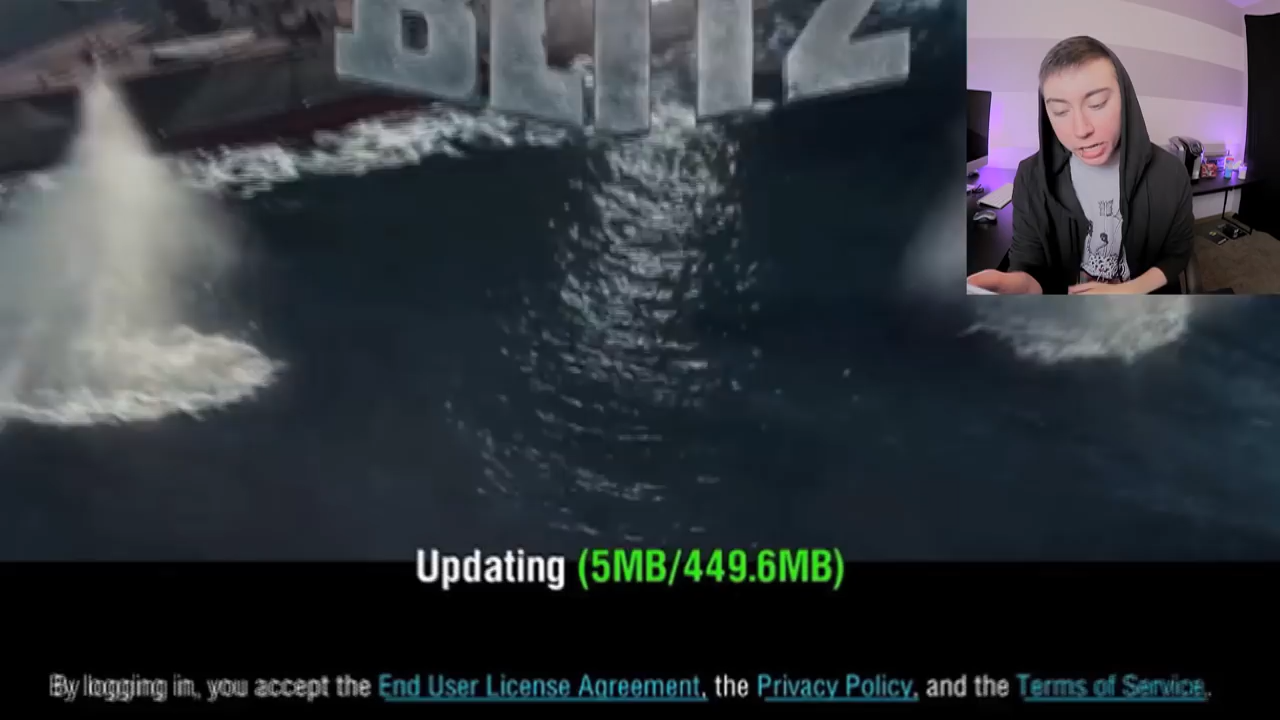 BLITZ
Updating (5MB/449.6MB)
By logging in, you accept the End User License Agreement, the Privacy Policy, and the Terms of Service.